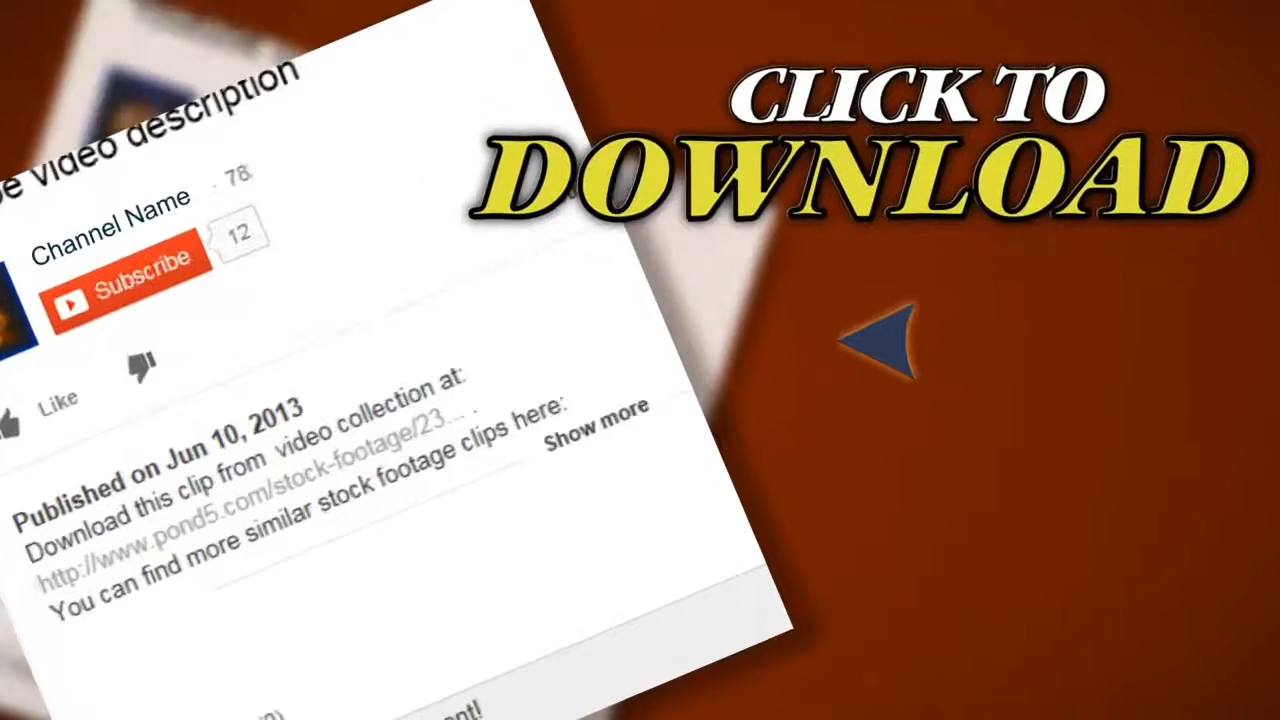 CLICK TO
DOWNLOAD
video description
Channel Name
78
Subscribe
12
Like
Published on Jun 10, 2013
Download this clip from video collection at:
http://www.pond5.com/stock-footage/23...
You can find more similar stock footage clips here:
Show more